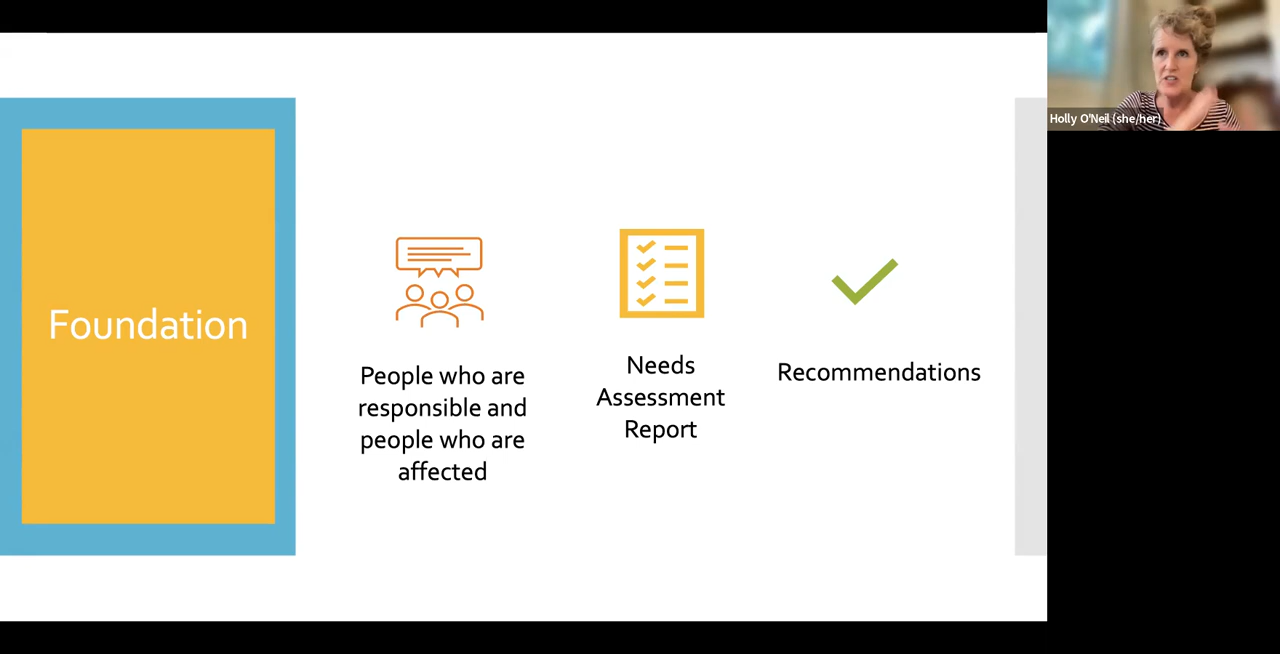 Foundation
People who are
responsible and
people who are
affected
Needs
Assessment
Report
Recommendations
Holly O'Neil (she/her)